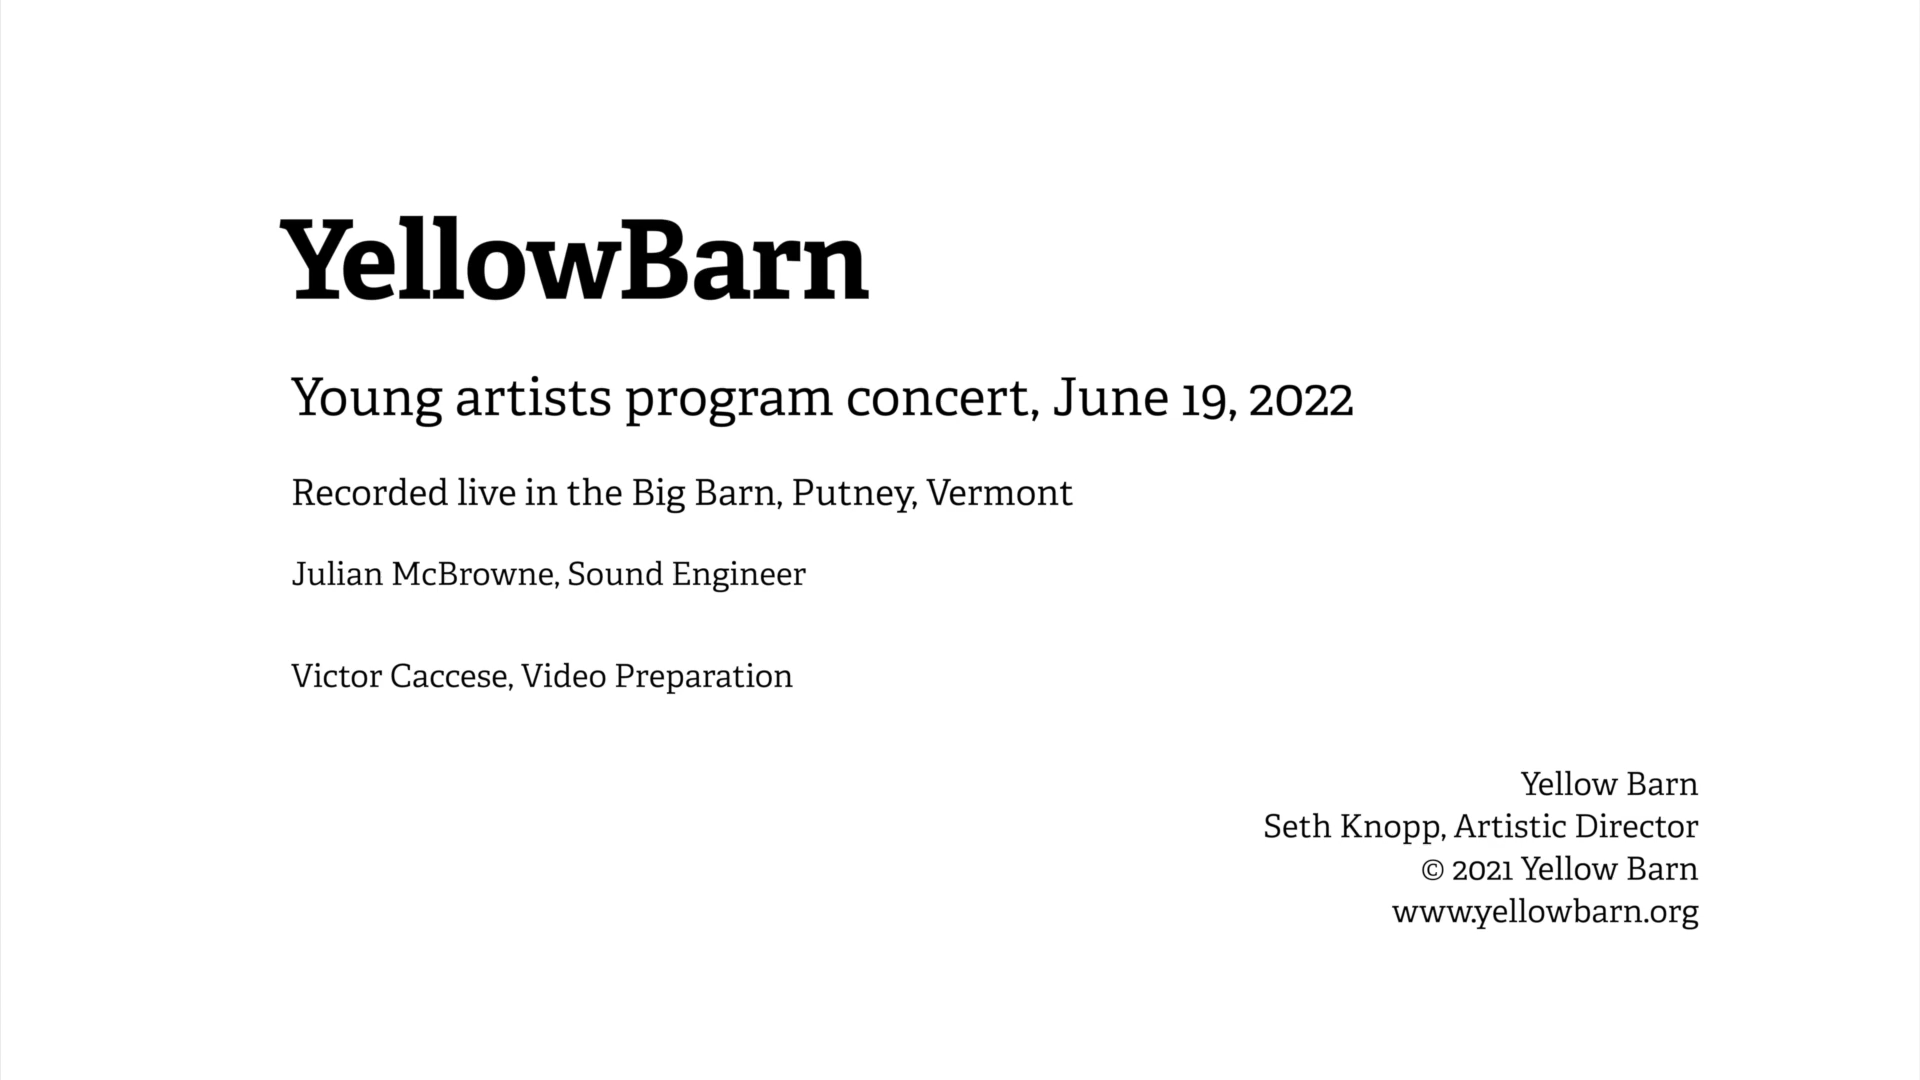 YellowBarn
Young artists program concert, June 19, 2022
Recorded live in the Big Barn, Putney, Vermont
Julian McBrowne, Sound Engineer
Victor Caccese, Video Preparation
Yellow Barn
Seth Knopp, Artistic Director
© 2021 Yellow Barn
www.yellowbarn.org